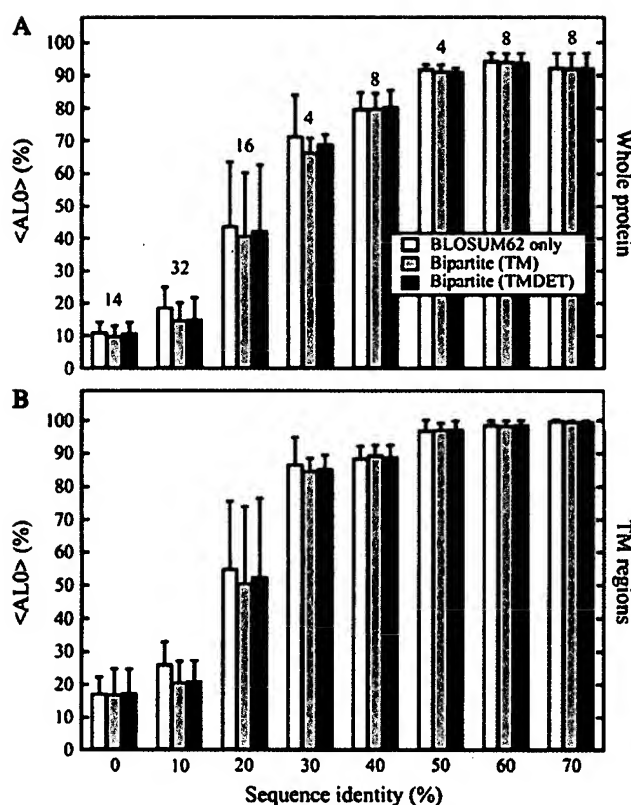 A
100
90
80
70
60
50
40
30
20
10
0
<AL0> (%)
14
32
16
4
8
4
8
8
Whole protein
BLOSUM62 only
Bipartite (TM)
Bipartite (TMDET)
B
100
90
80
70
60
50
40
30
20
10
0
<AL0> (%)
TM regions
0 10 20 30 40 50 60 70
Sequence identity (%)